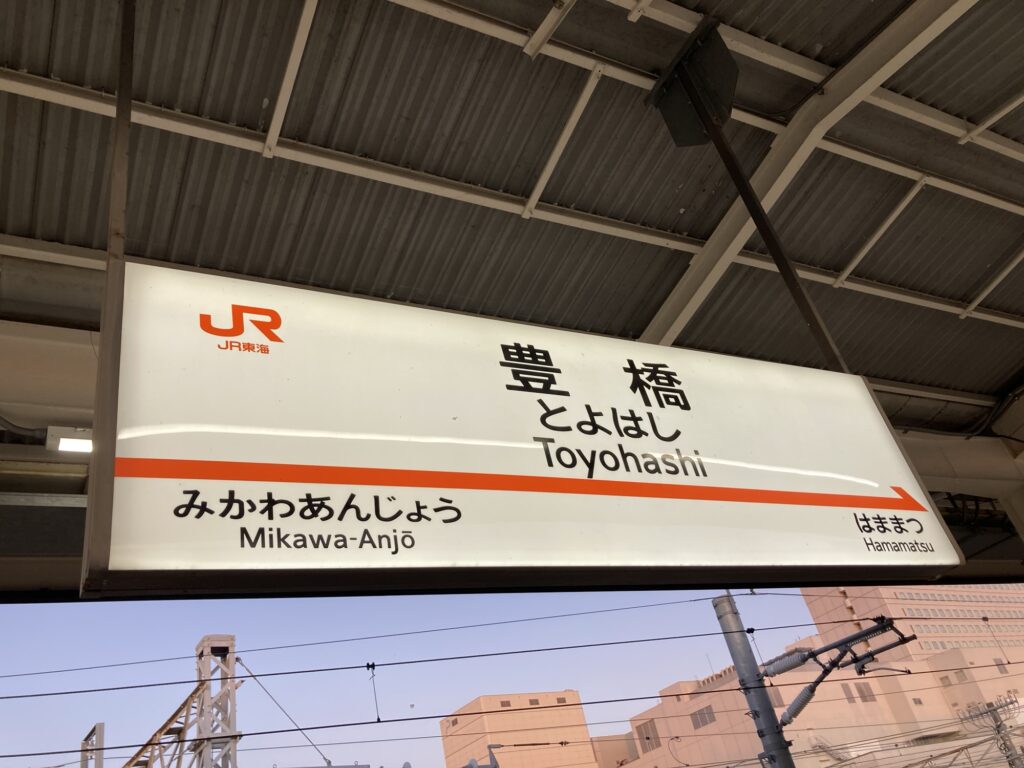 JR
JR東海
豊橋
とよはし
Toyohashi
みかわあんじょう
Mikawa-Anjō
はままつ
Hamamatsu